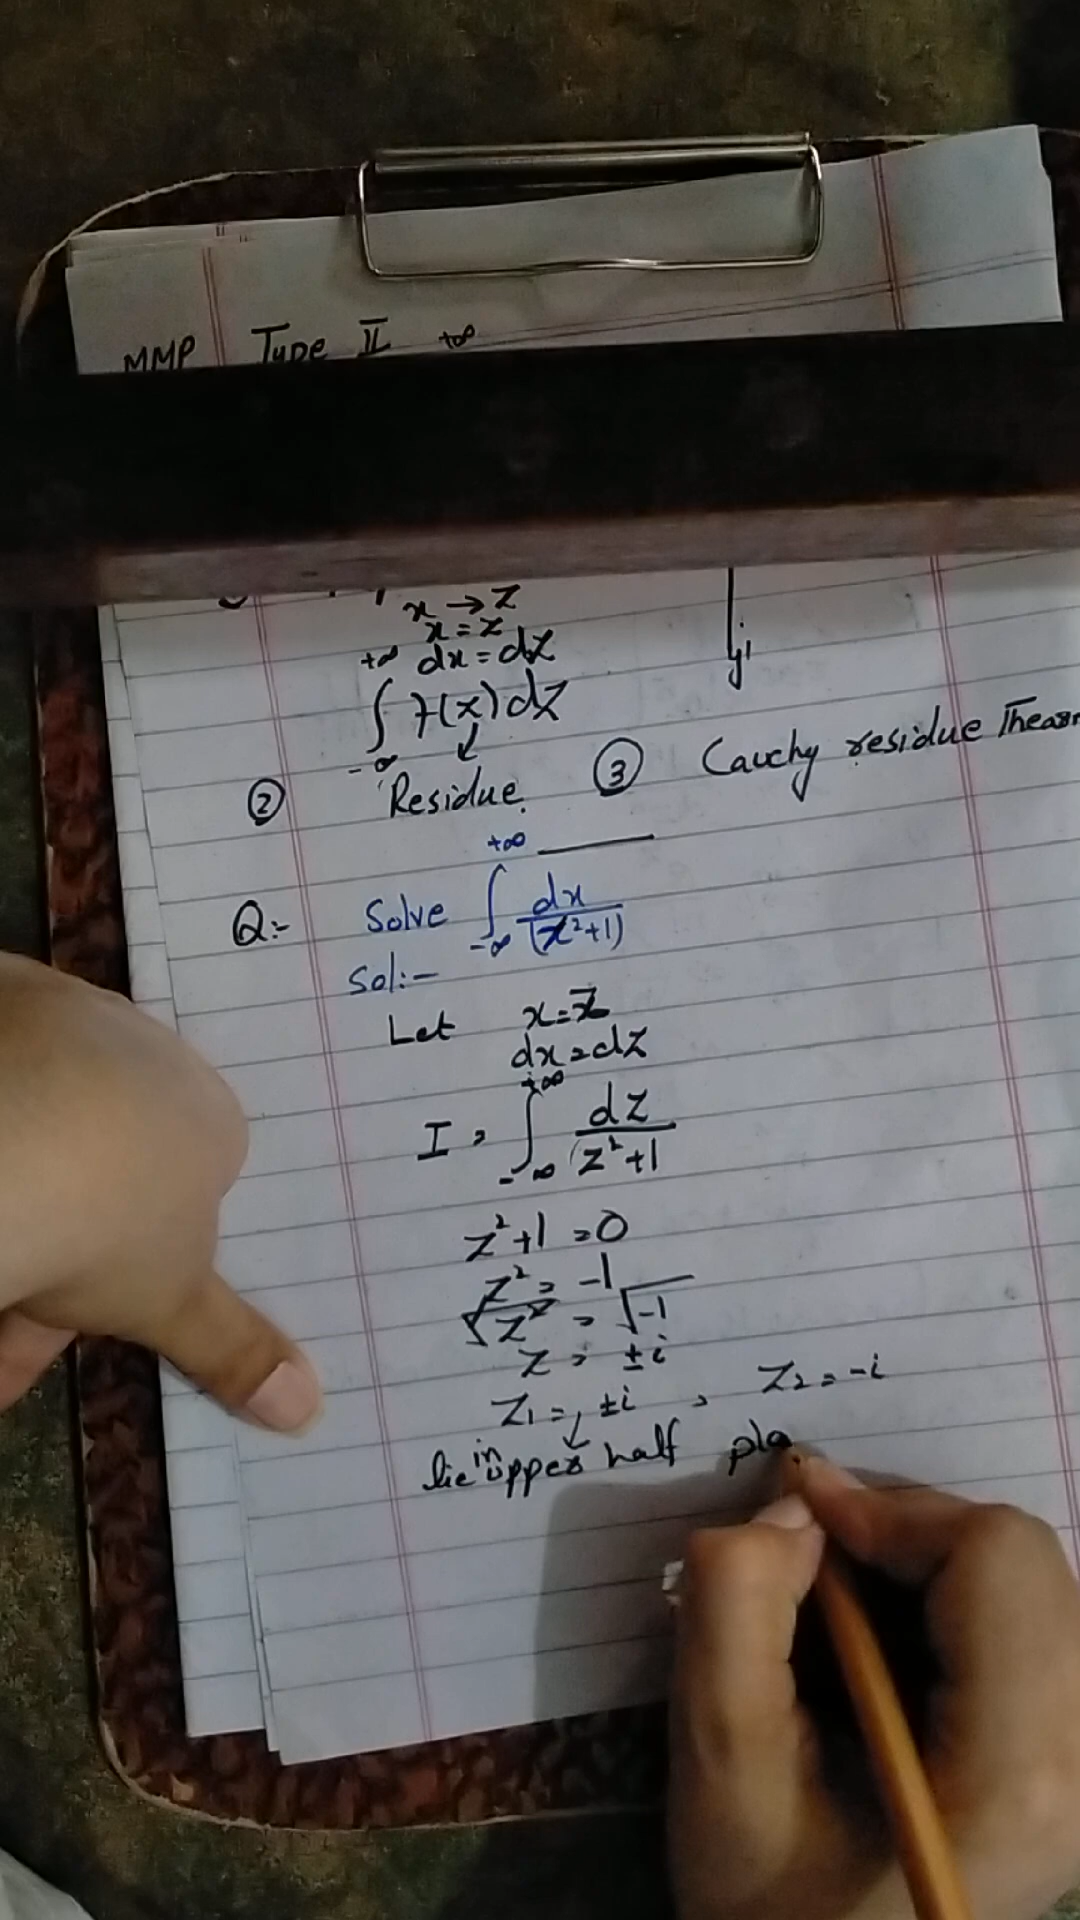 MMP Type II +∞
x → z
x = z
+∞ dx = dz
∫ f(z) dz
-∞
yi
② Residue. ③ Cauchy residue
+∞
Q:- Solve ∫ dx/(x²+1)
-∞
Sol:-
Let x = z
dx = dz
+∞
I = ∫ dz/z²+1
-∞
z²+1 = 0
z² = -1
√z² = √-1
z = ±i
z₁ = ±i , z₂ = -i
lie in upper half pla